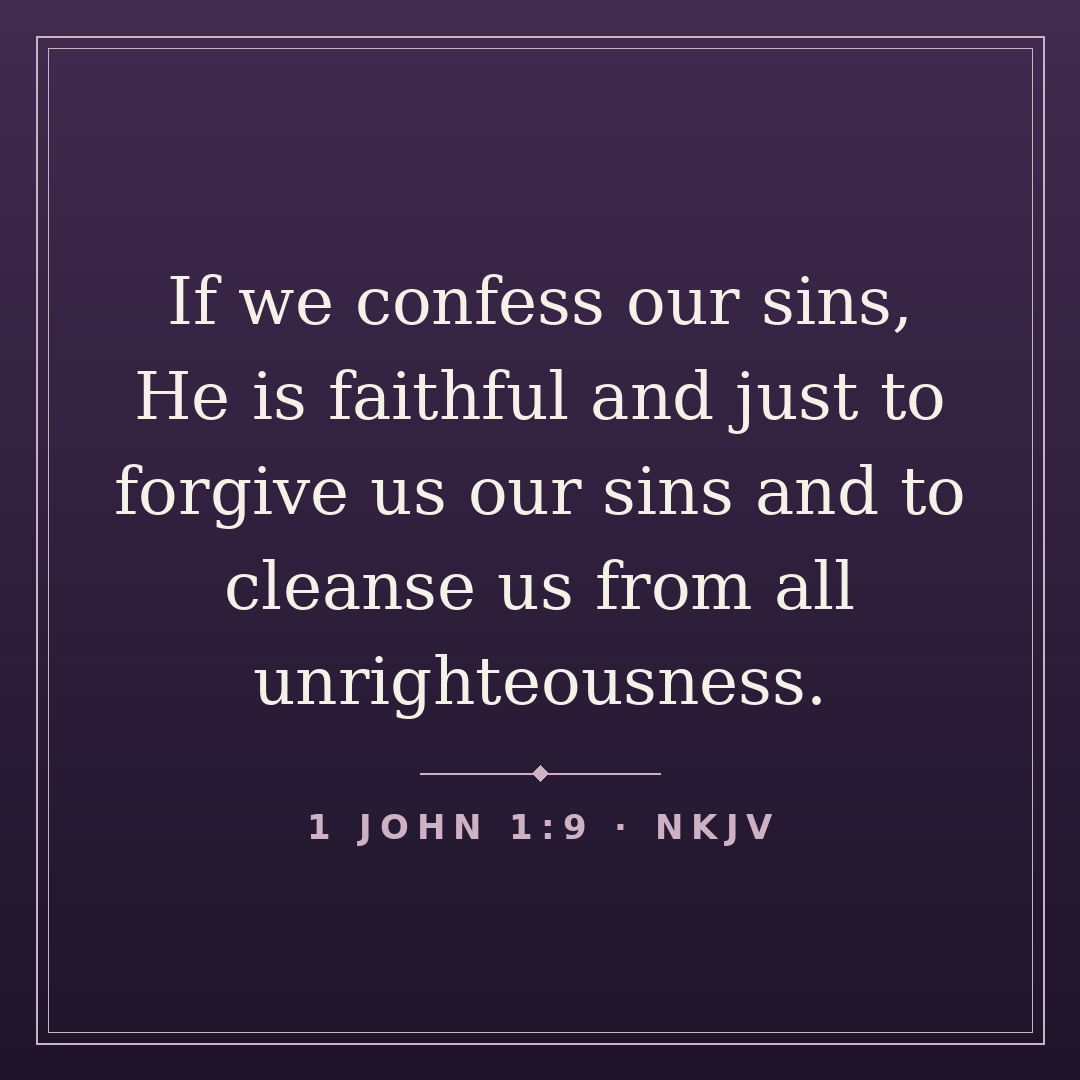 If we confess our sins,
He is faithful and just to
forgive us our sins and to
cleanse us from all
unrighteousness.
1 JOHN 1:9 · NKJV